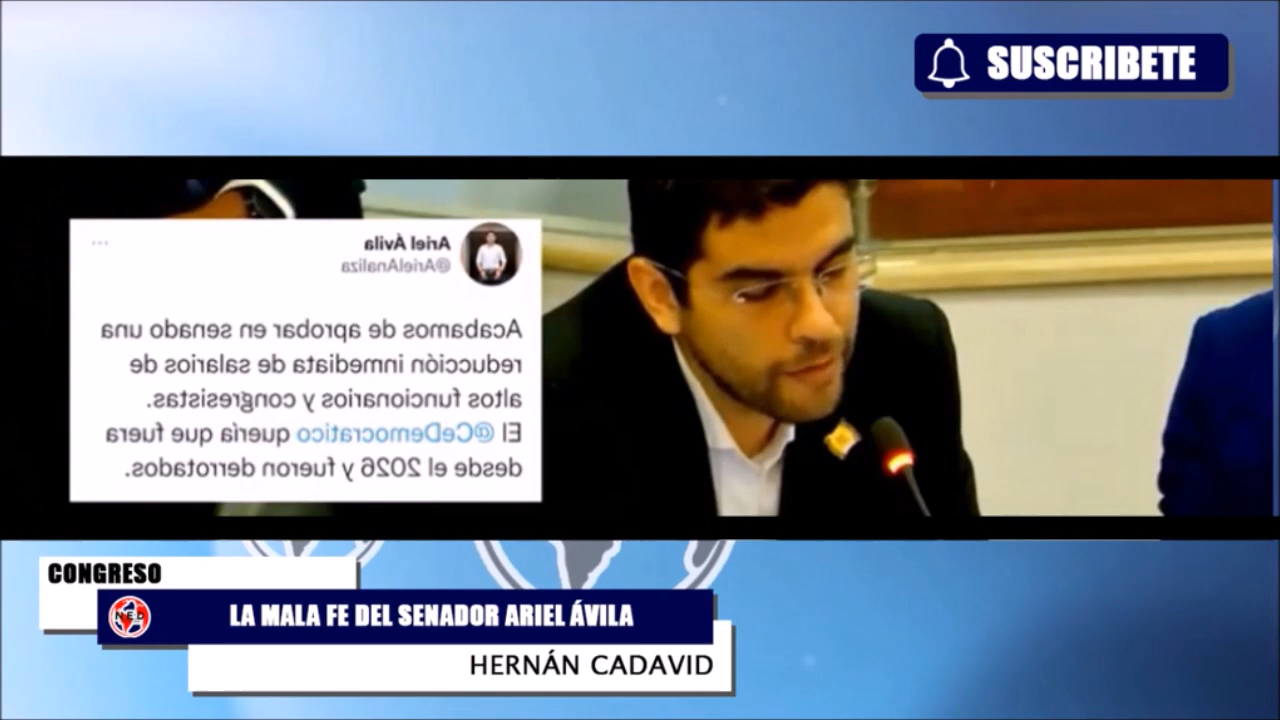 SUSCRIBETE
Ariel Ávila
@ArielAnaliza
Acabamos de aprobar en senado una
reducción inmediata de salarios de
altos funcionarios y congresistas.
El @CeDemocratico quería que fuera
desde el 2026 y fueron derrotados.
CONGRESO
LA MALA FE DEL SENADOR ARIEL ÁVILA
HERNÁN CADAVID